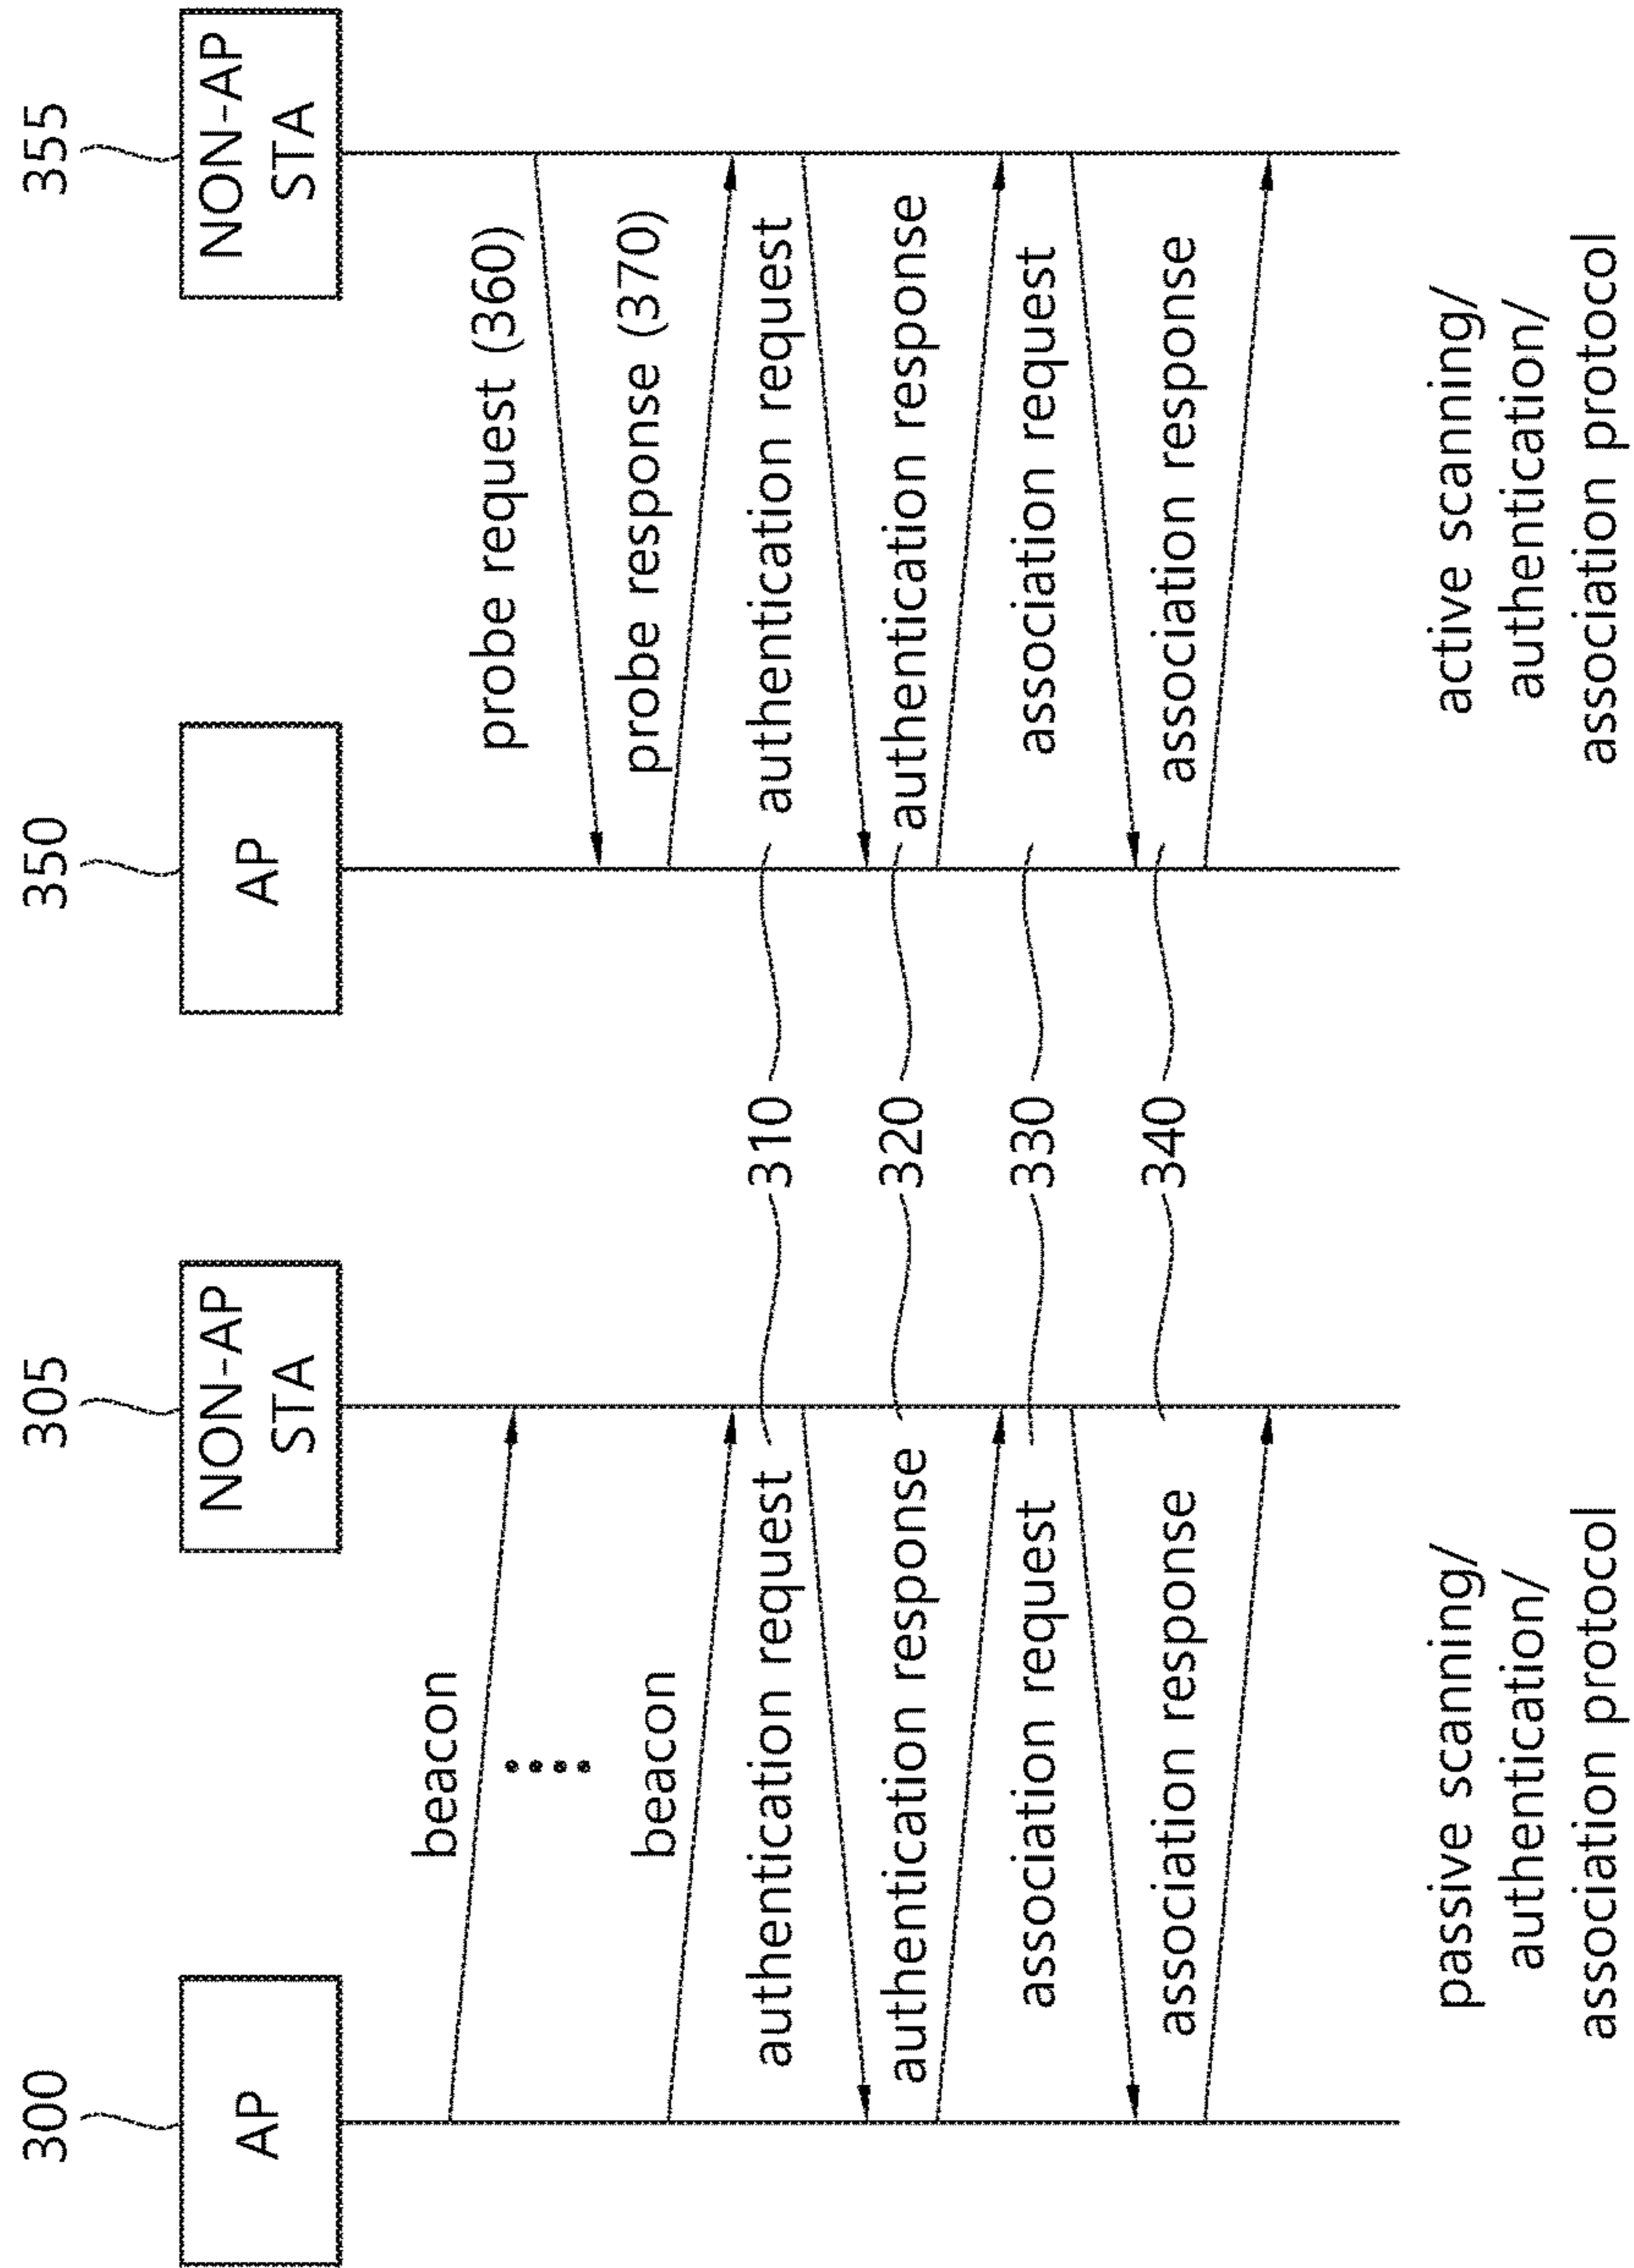 300
305
350
355
AP
NON-AP
STA
AP
NON-AP
STA
beacon
beacon
authentication request
authentication response
association request
association response
310
320
330
340
probe request (360)
probe response (370)
authentication request
authentication response
association request
association response
passive scanning/
authentication/
association protocol
active scanning/
authentication/
association protocol